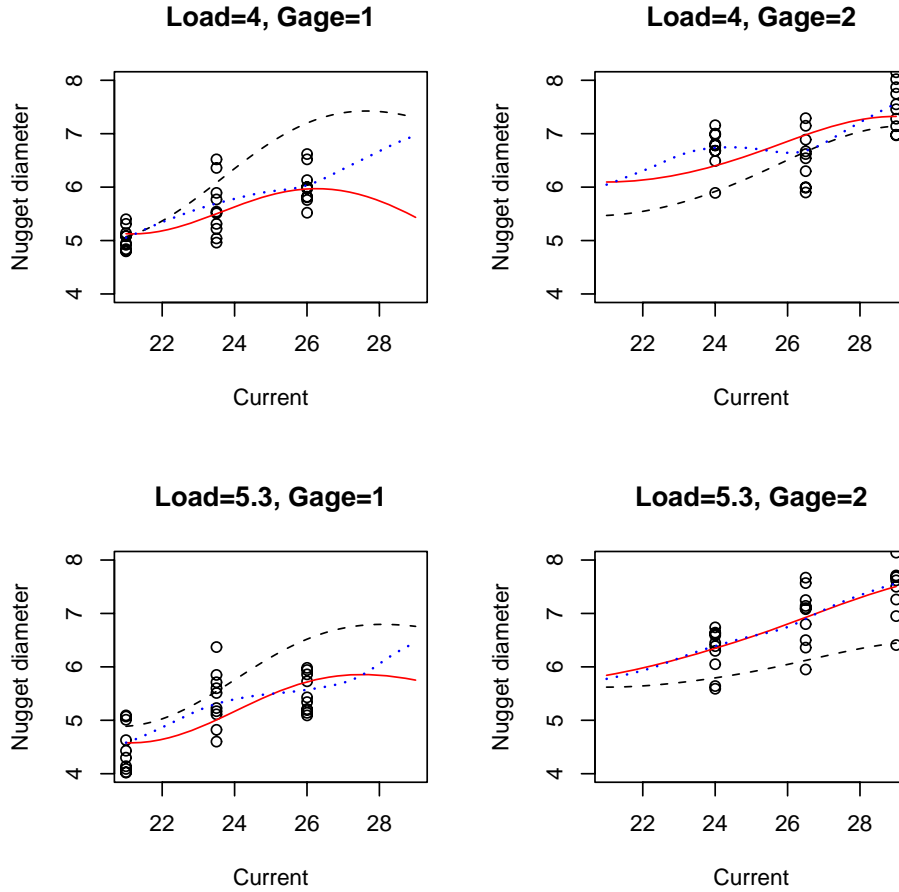 Load=4, Gage=1
Nugget diameter
8
7
6
5
4
22 24 26 28
Current
Load=4, Gage=2
Nugget diameter
8
7
6
5
4
22 24 26 28
Current
Load=5.3, Gage=1
Nugget diameter
8
7
6
5
4
22 24 26 28
Current
Load=5.3, Gage=2
Nugget diameter
8
7
6
5
4
22 24 26 28
Current